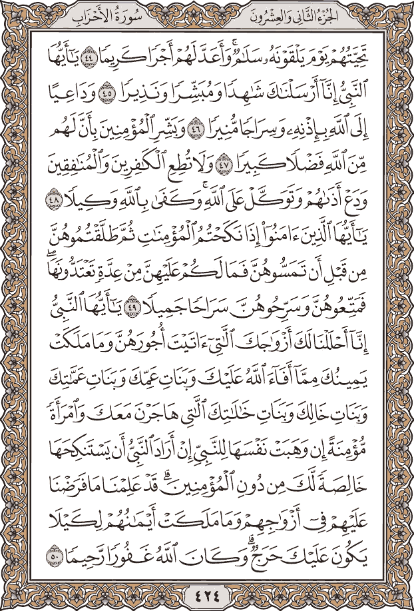 الجزء الثاني والعشرون سورة الأحزاب
تَحِيَّتُهُمْ يَوْمَ يَلْقَوْنَهُۥ سَلَٰمٌ ۚ وَأَعَدَّ لَهُمْ أَجْرًا كَرِيمًا ٤٤ يَٰٓأَيُّهَا
ٱلنَّبِىُّ إِنَّآ أَرْسَلْنَٰكَ شَٰهِدًا وَمُبَشِّرًا وَنَذِيرًا ٤٥ وَدَاعِيًا
إِلَى ٱللَّهِ بِإِذْنِهِۦ وَسِرَاجًا مُّنِيرًا ٤٦ وَبَشِّرِ ٱلْمُؤْمِنِينَ بِأَنَّ لَهُم
مِّنَ ٱللَّهِ فَضْلًا كَبِيرًا ٤٧ وَلَا تُطِعِ ٱلْكَٰفِرِينَ وَٱلْمُنَٰفِقِينَ
وَدَعْ أَذَىٰهُمْ وَتَوَكَّلْ عَلَى ٱللَّهِ ۚ وَكَفَىٰ بِٱللَّهِ وَكِيلًا ٤٨
يَٰٓأَيُّهَا ٱلَّذِينَ ءَامَنُوٓا۟ إِذَا نَكَحْتُمُ ٱلْمُؤْمِنَٰتِ ثُمَّ طَلَّقْتُمُوهُنَّ
مِن قَبْلِ أَن تَمَسُّوهُنَّ فَمَا لَكُمْ عَلَيْهِنَّ مِنْ عِدَّةٍ تَعْتَدُّونَهَا ۖ
فَمَتِّعُوهُنَّ وَسَرِّحُوهُنَّ سَرَاحًا جَمِيلًا ٤٩ يَٰٓأَيُّهَا ٱلنَّبِىُّ
إِنَّآ أَحْلَلْنَا لَكَ أَزْوَٰجَكَ ٱلَّٰتِىٓ ءَاتَيْتَ أُجُورَهُنَّ وَمَا مَلَكَتْ
يَمِينُكَ مِمَّآ أَفَآءَ ٱللَّهُ عَلَيْكَ وَبَنَاتِ عَمِّكَ وَبَنَاتِ عَمَّٰتِكَ
وَبَنَاتِ خَالِكَ وَبَنَاتِ خَٰلَٰتِكَ ٱلَّٰتِى هَاجَرْنَ مَعَكَ وَٱمْرَأَةً
مُّؤْمِنَةً إِن وَهَبَتْ نَفْسَهَا لِلنَّبِىِّ إِنْ أَرَادَ ٱلنَّبِىُّ أَن يَسْتَنكِحَهَا
خَالِصَةً لَّكَ مِن دُونِ ٱلْمُؤْمِنِينَ ۗ قَدْ عَلِمْنَا مَا فَرَضْنَا
عَلَيْهِمْ فِىٓ أَزْوَٰجِهِمْ وَمَا مَلَكَتْ أَيْمَٰنُهُمْ لِكَيْلَا
يَكُونَ عَلَيْكَ حَرَجٌ ۗ وَكَانَ ٱللَّهُ غَفُورًا رَّحِيمًا ٥٠
٤٢٤